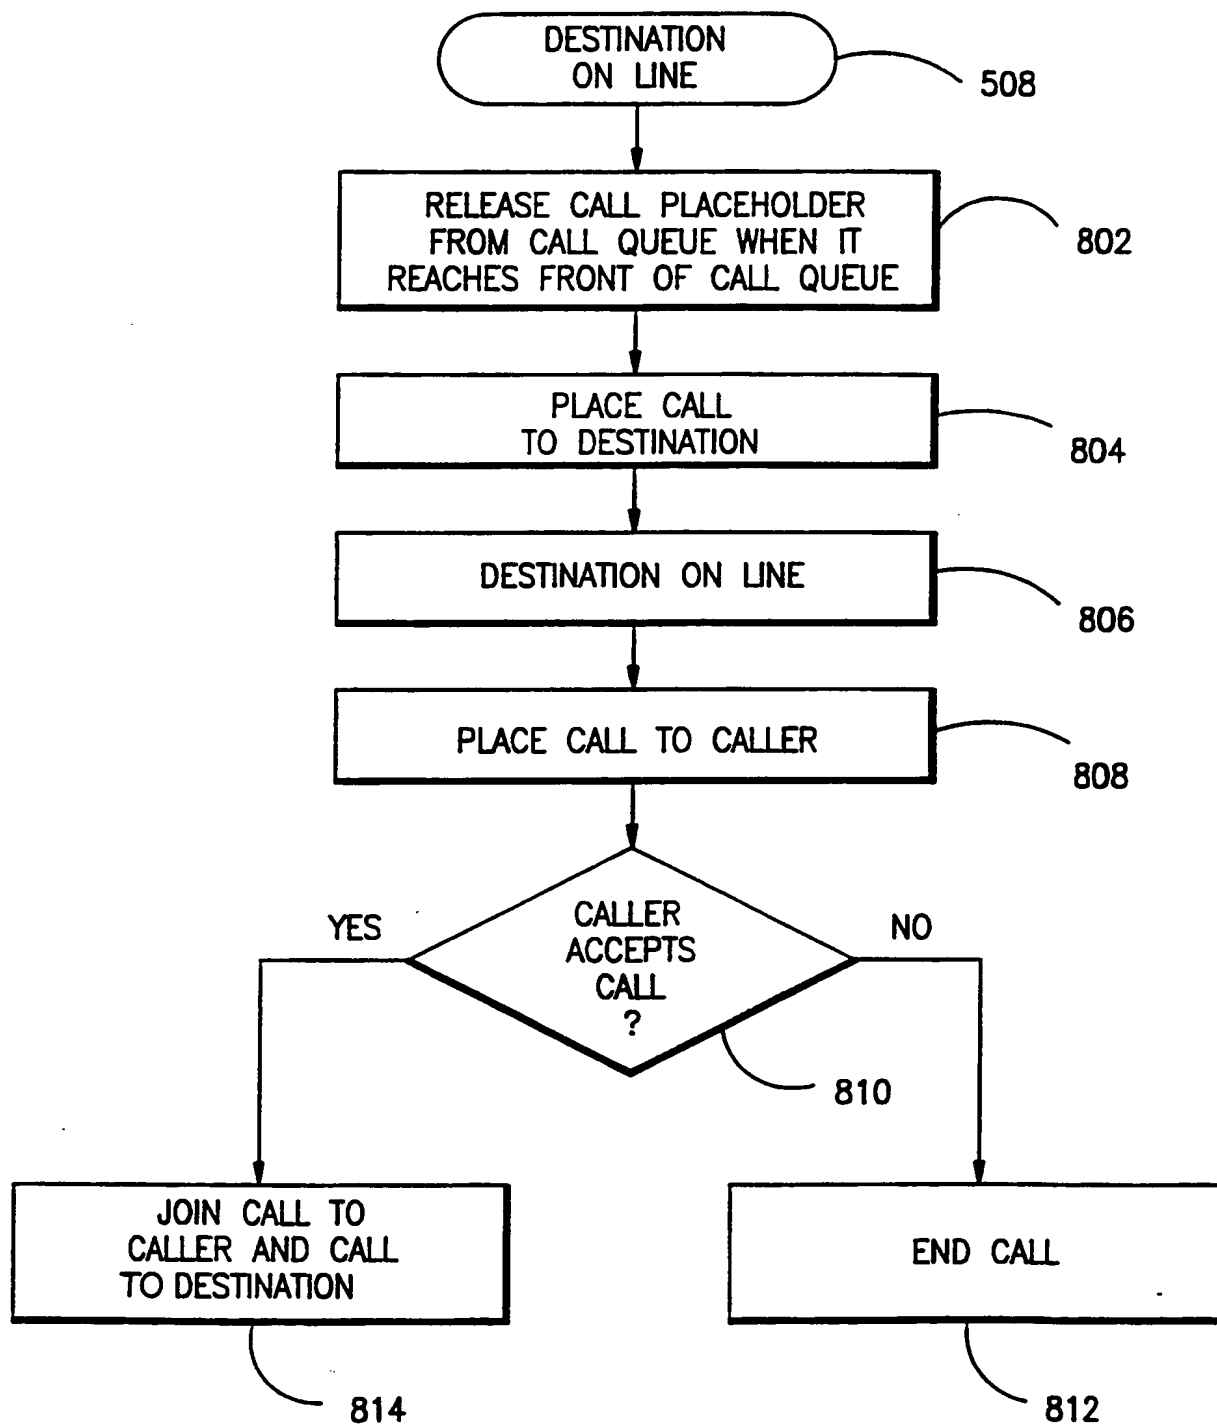 DESTINATION
ON LINE
508
RELEASE CALL PLACEHOLDER
FROM CALL QUEUE WHEN IT
REACHES FRONT OF CALL QUEUE
802
PLACE CALL
TO DESTINATION
804
DESTINATION ON LINE
806
PLACE CALL TO CALLER
808
YES
CALLER
ACCEPTS
CALL
?
NO
810
JOIN CALL TO
CALLER AND CALL
TO DESTINATION
814
END CALL
812